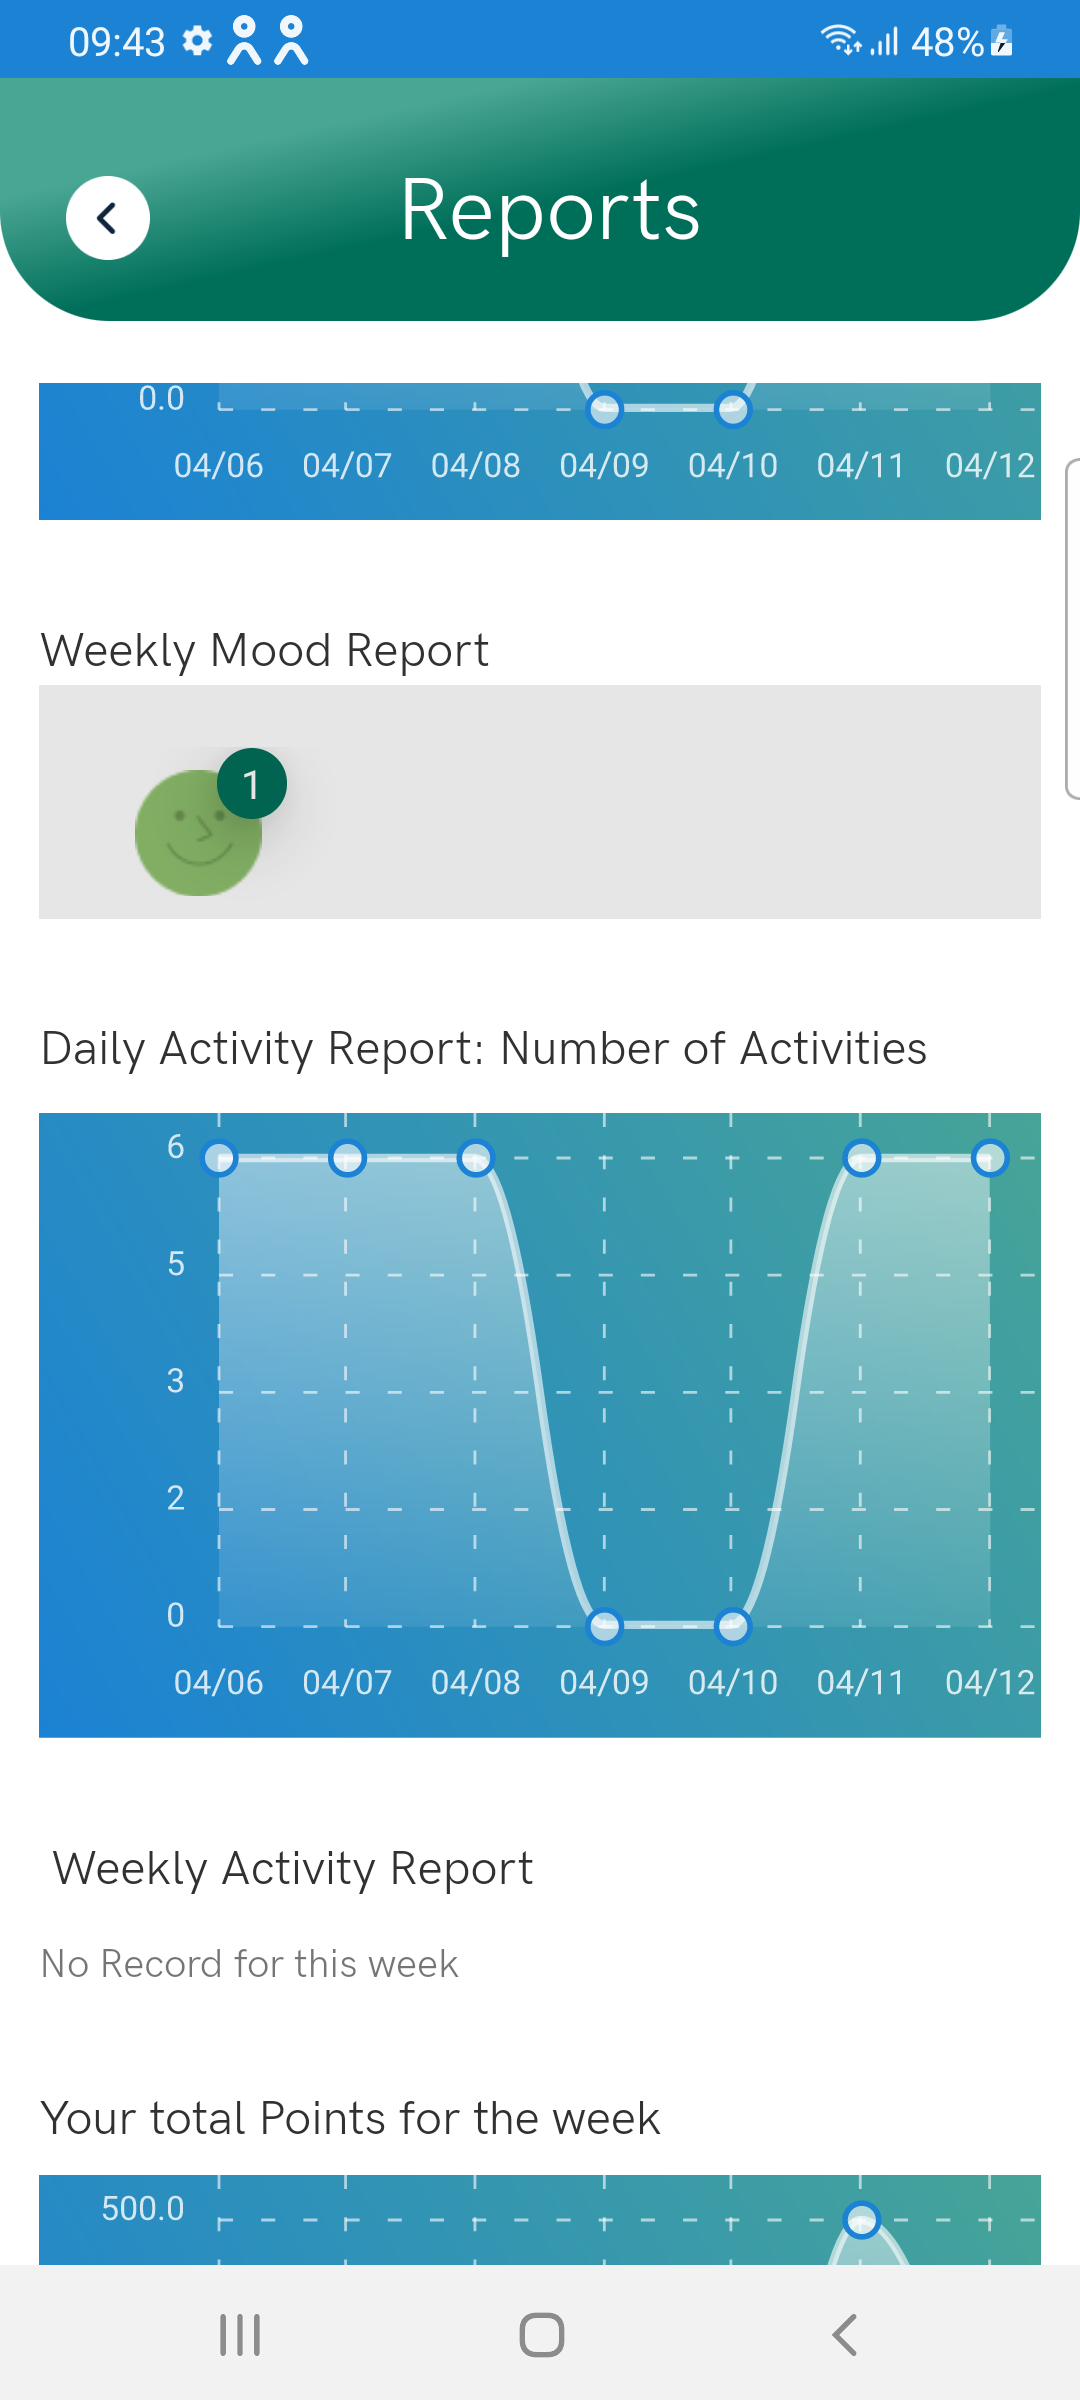 09:43 48%
Reports
0.0
04/06 04/07 04/08 04/09 04/10 04/11 04/12
Weekly Mood Report
1
Daily Activity Report: Number of Activities
6
5
3
2
0
04/06 04/07 04/08 04/09 04/10 04/11 04/12
Weekly Activity Report
No Record for this week
Your total Points for the week
500.0